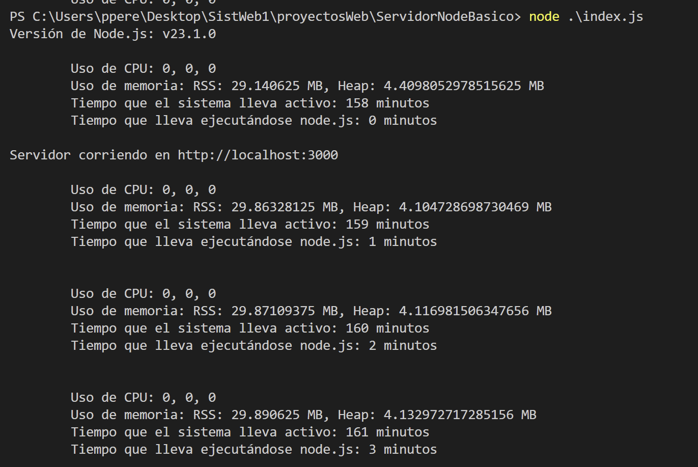 Uso de CPU: 0, 0, 0
PS C:\Users\ppere\Desktop\SistWeb1\proyectosWeb\ServidorNodeBasico> node .\index.js
Versión de Node.js: v23.1.0
Uso de CPU: 0, 0, 0
Uso de memoria: RSS: 29.140625 MB, Heap: 4.4098052978515625 MB
Tiempo que el sistema lleva activo: 158 minutos
Tiempo que lleva ejecutándose node.js: 0 minutos
Servidor corriendo en http://localhost:3000
Uso de CPU: 0, 0, 0
Uso de memoria: RSS: 29.86328125 MB, Heap: 4.104728698730469 MB
Tiempo que el sistema lleva activo: 159 minutos
Tiempo que lleva ejecutándose node.js: 1 minutos
Uso de CPU: 0, 0, 0
Uso de memoria: RSS: 29.87109375 MB, Heap: 4.116981506347656 MB
Tiempo que el sistema lleva activo: 160 minutos
Tiempo que lleva ejecutándose node.js: 2 minutos
Uso de CPU: 0, 0, 0
Uso de memoria: RSS: 29.890625 MB, Heap: 4.132972717285156 MB
Tiempo que el sistema lleva activo: 161 minutos
Tiempo que lleva ejecutándose node.js: 3 minutos